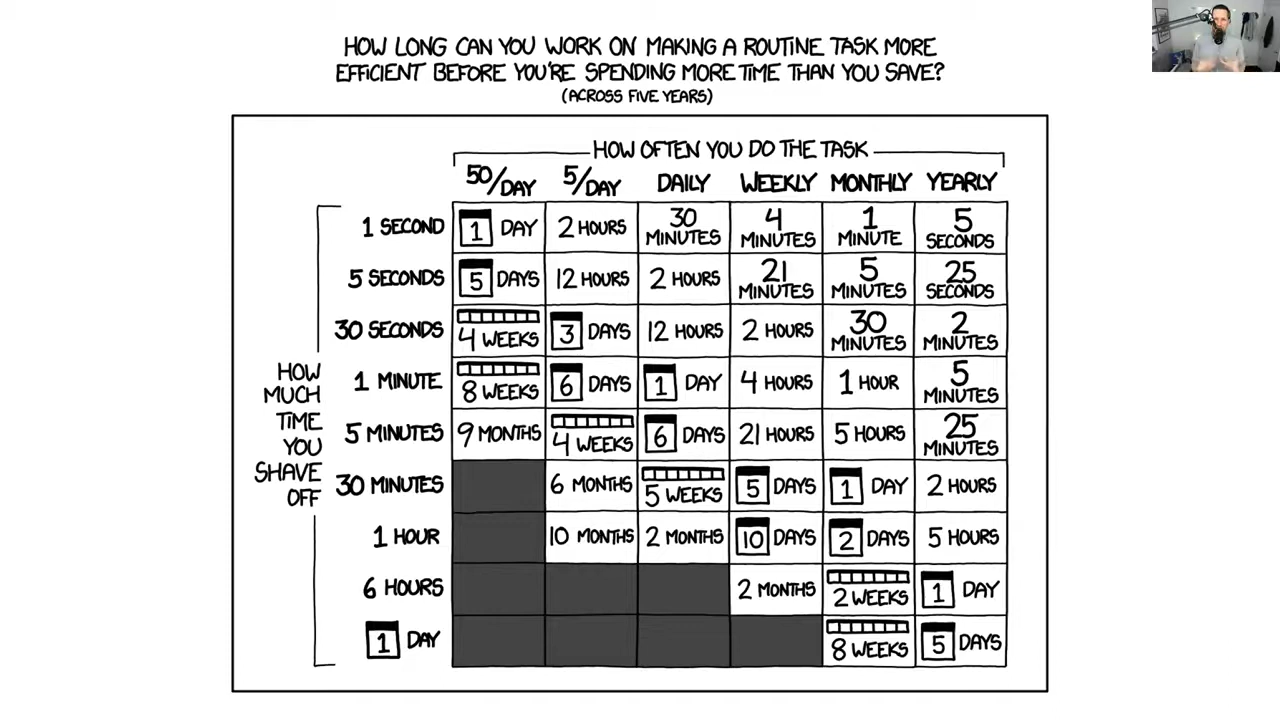 HOW LONG CAN YOU WORK ON MAKING A ROUTINE TASK MORE
EFFICIENT BEFORE YOU'RE SPENDING MORE TIME THAN YOU SAVE?
(ACROSS FIVE YEARS)
HOW OFTEN YOU DO THE TASK
50/DAY 5/DAY DAILY WEEKLY MONTHLY YEARLY
HOW MUCH TIME YOU SHAVE OFF
1 SECOND 1 DAY 2 HOURS 30 MINUTES 4 MINUTES 1 MINUTE 5 SECONDS
5 SECONDS 5 DAYS 12 HOURS 2 HOURS 21 MINUTES 5 MINUTES 25 SECONDS
30 SECONDS 4 WEEKS 3 DAYS 12 HOURS 2 HOURS 30 MINUTES 2 MINUTES
1 MINUTE 8 WEEKS 6 DAYS 1 DAY 4 HOURS 1 HOUR 5 MINUTES
5 MINUTES 9 MONTHS 4 WEEKS 6 DAYS 21 HOURS 5 HOURS 25 MINUTES
30 MINUTES 6 MONTHS 5 WEEKS 5 DAYS 1 DAY 2 HOURS
1 HOUR 10 MONTHS 2 MONTHS 10 DAYS 2 DAYS 5 HOURS
6 HOURS 2 MONTHS 2 WEEKS 1 DAY
1 DAY 8 WEEKS 5 DAYS